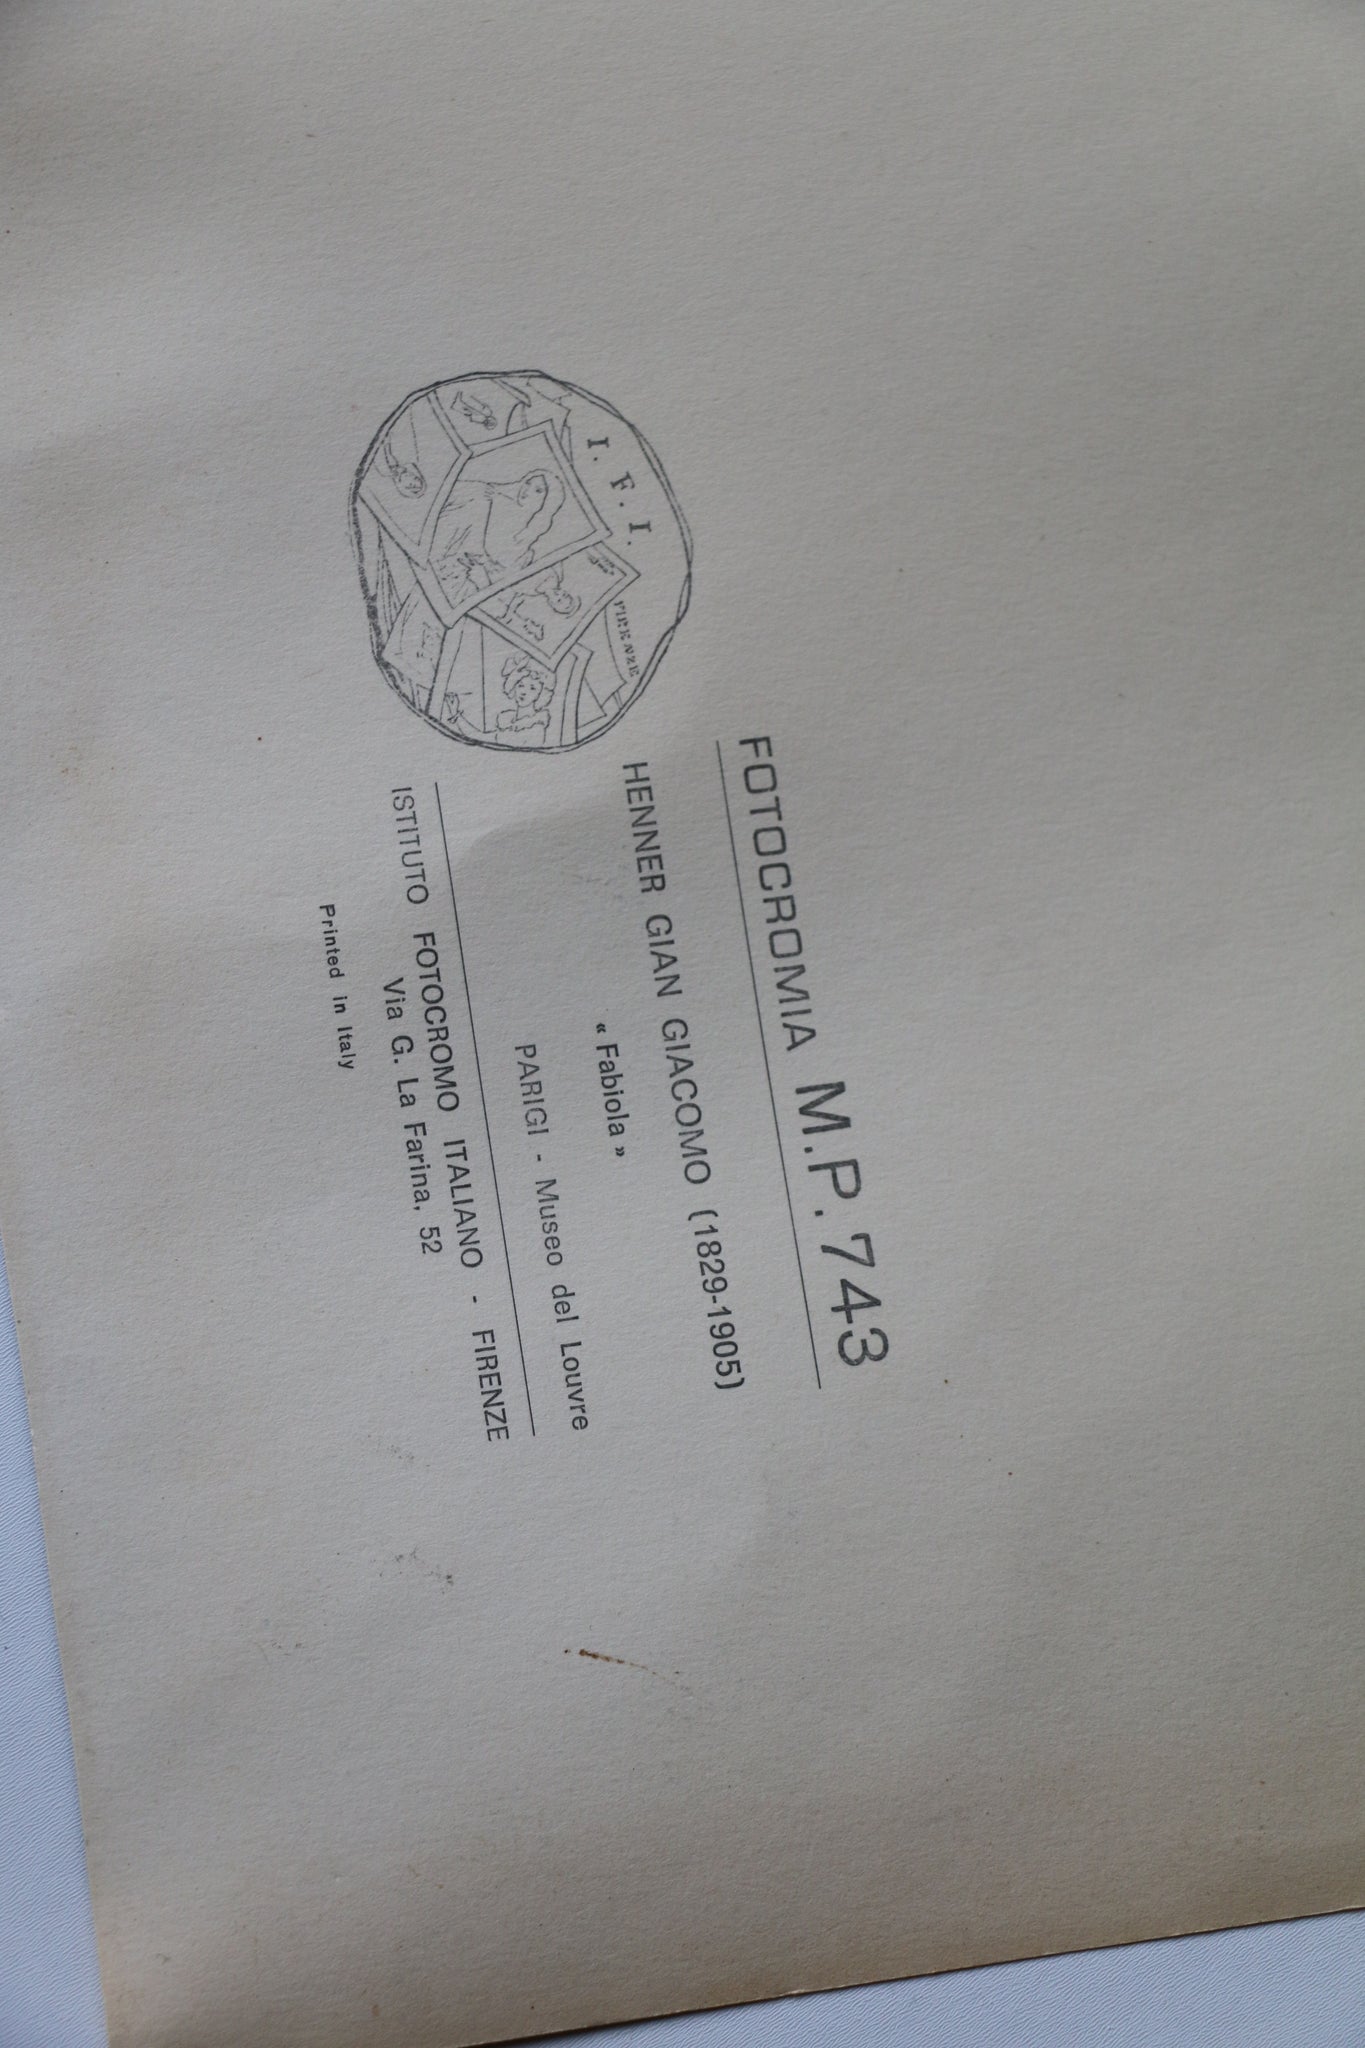 FOTOCROMIA M.P. 743
HENNER GIAN GIACOMO (1829-1905)
« Fabiola »
PARIGI - Museo del Louvre
ISTITUTO FOTOCROMO ITALIANO - FIRENZE
Via G. La Farina, 52
Printed in Italy
I. F. I.
FIRENZE